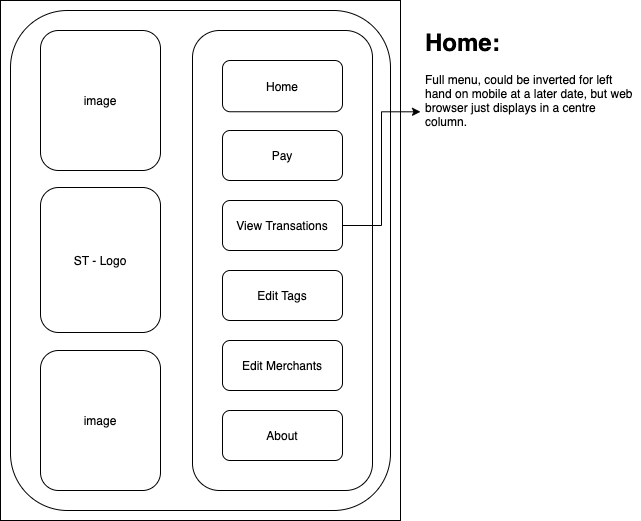 Home:
Full menu, could be inverted for left
hand on mobile at a later date, but web
browser just displays in a centre
column.
image
ST - Logo
image
Home
Pay
View Transations
Edit Tags
Edit Merchants
About